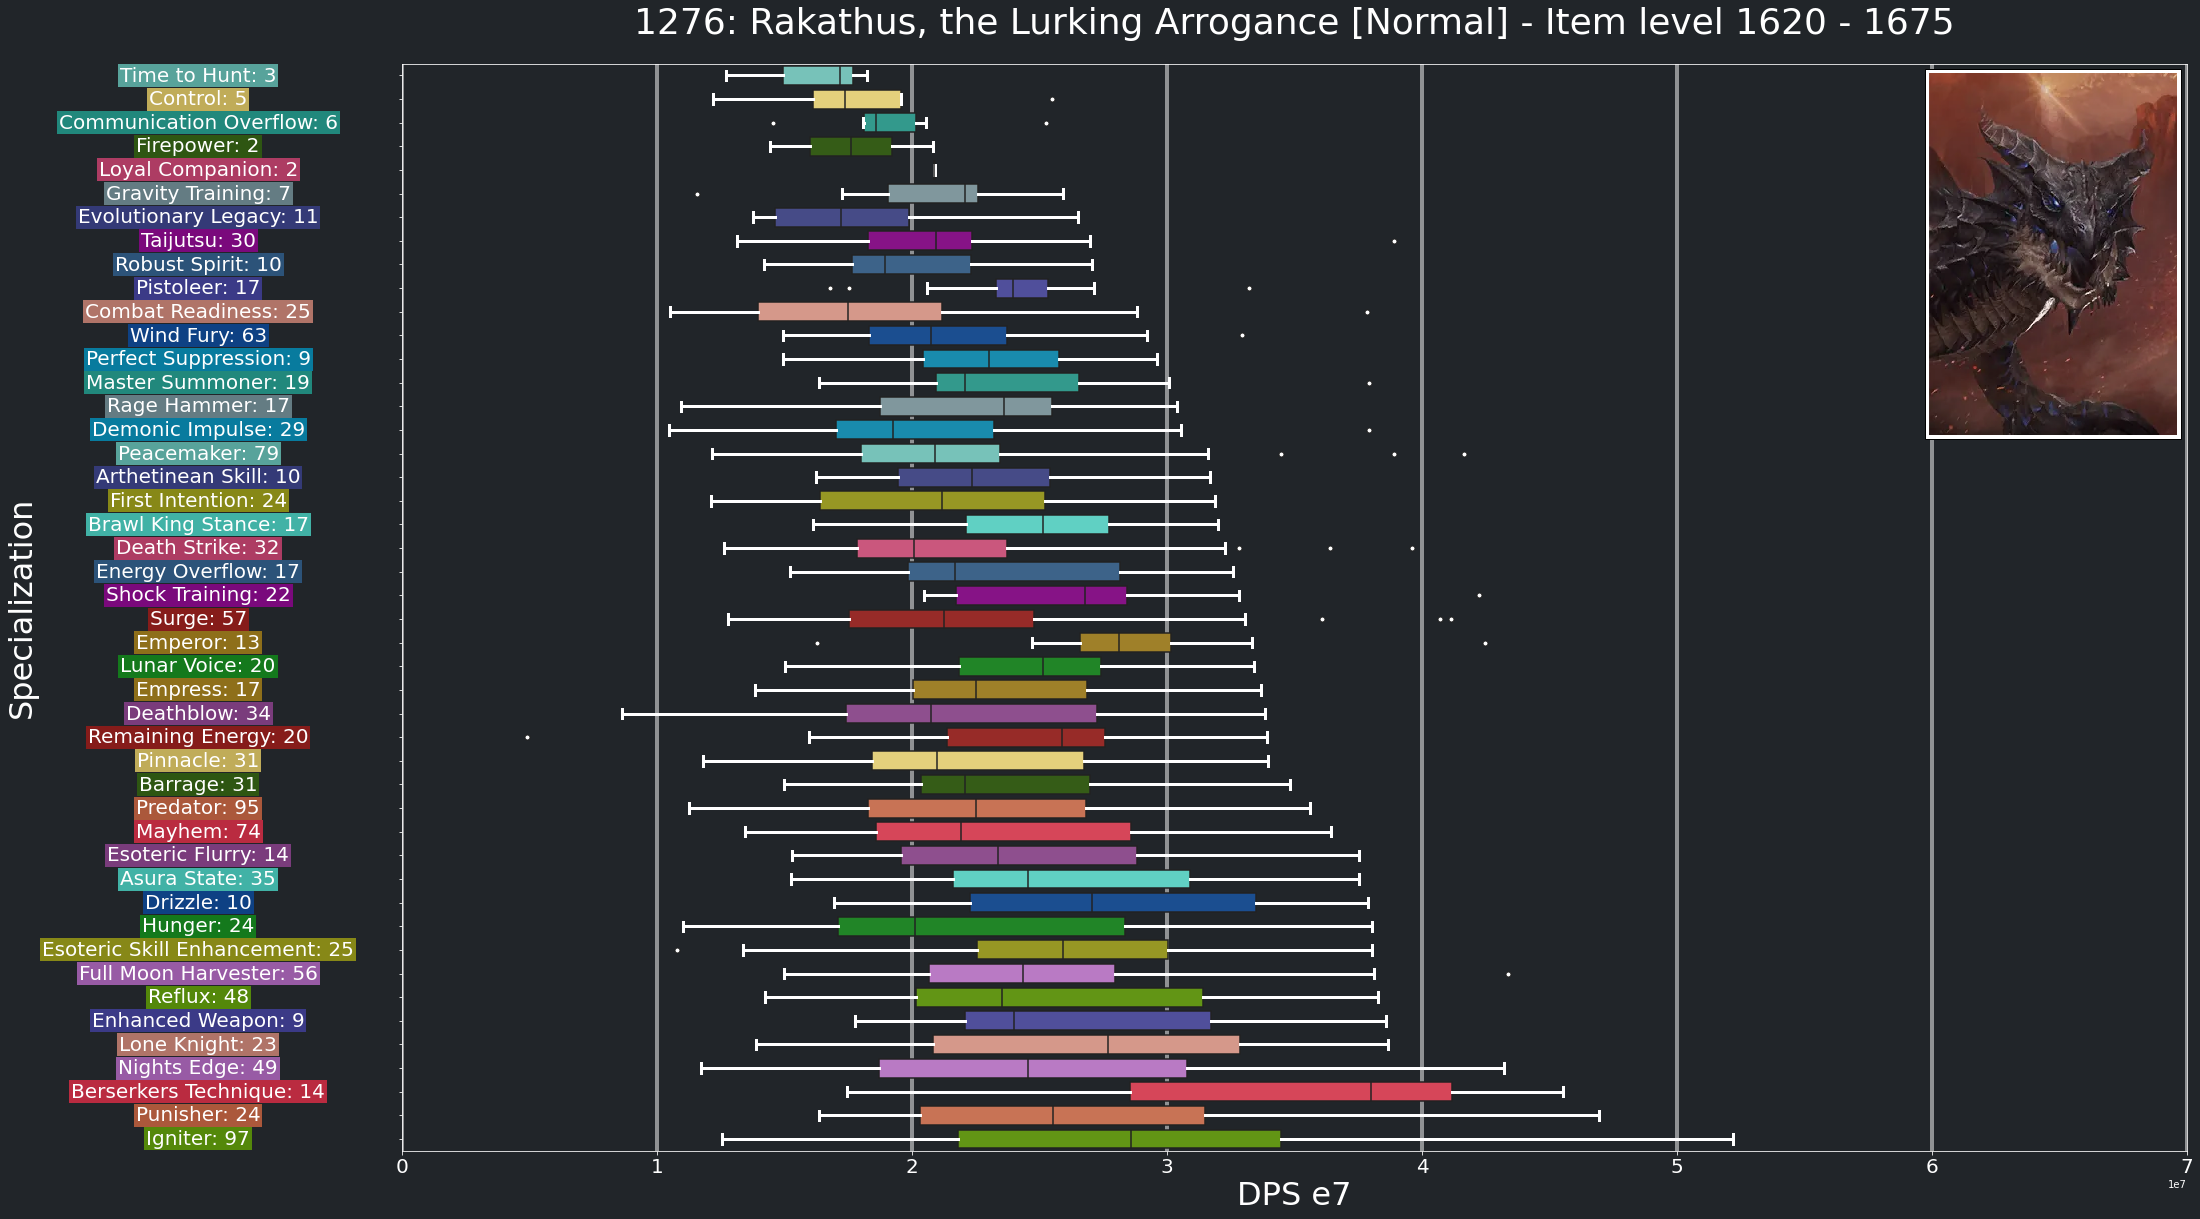 1276: Rakathus, the Lurking Arrogance [Normal] - Item level 1620 - 1675
Specialization
Time to Hunt: 3
Control: 5
Communication Overflow: 6
Firepower: 2
Loyal Companion: 2
Gravity Training: 7
Evolutionary Legacy: 11
Taijutsu: 30
Robust Spirit: 10
Pistoleer: 17
Combat Readiness: 25
Wind Fury: 63
Perfect Suppression: 9
Master Summoner: 19
Rage Hammer: 17
Demonic Impulse: 29
Peacemaker: 79
Arthetinean Skill: 10
First Intention: 24
Brawl King Stance: 17
Death Strike: 32
Energy Overflow: 17
Shock Training: 22
Surge: 57
Emperor: 13
Lunar Voice: 20
Empress: 17
Deathblow: 34
Remaining Energy: 20
Pinnacle: 31
Barrage: 31
Predator: 95
Mayhem: 74
Esoteric Flurry: 14
Asura State: 35
Drizzle: 10
Hunger: 24
Esoteric Skill Enhancement: 25
Full Moon Harvester: 56
Reflux: 48
Enhanced Weapon: 9
Lone Knight: 23
Nights Edge: 49
Berserkers Technique: 14
Punisher: 24
Igniter: 97
0 1 2 3 4 5 6 7
1e7
DPS e7